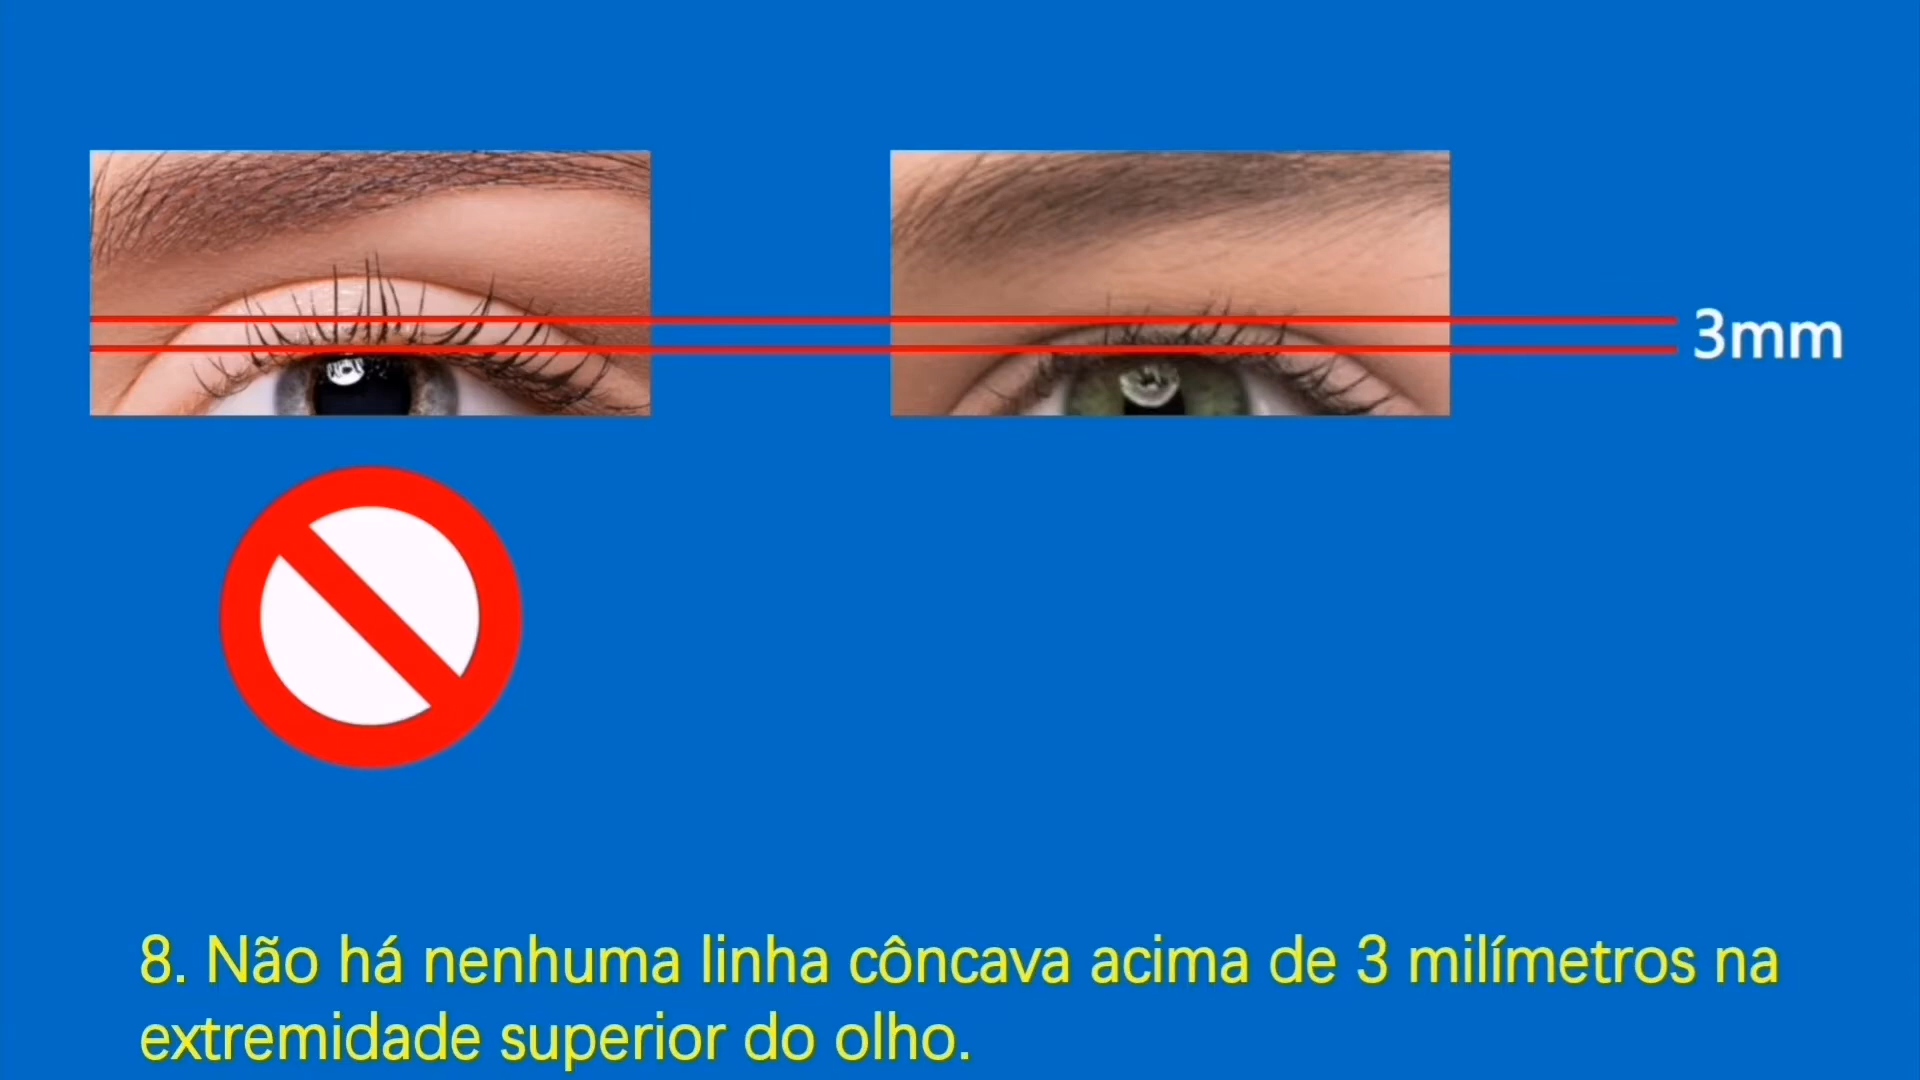 3mm
8. Não há nenhuma linha côncava acima de 3 milímetros na
extremidade superior do olho.